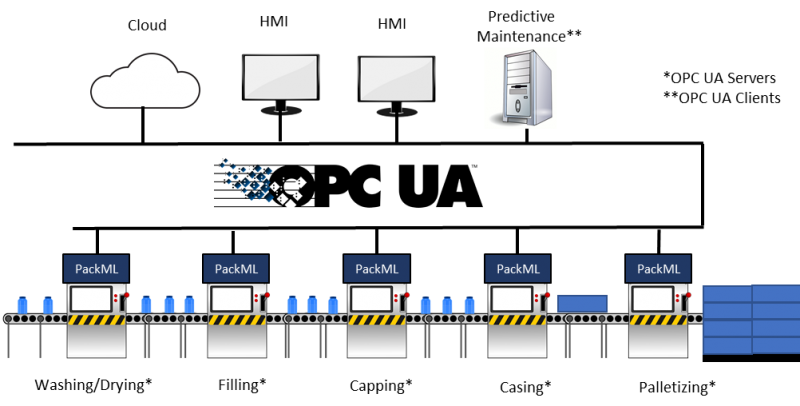 Cloud
HMI
HMI
Predictive
Maintenance**
*OPC UA Servers
**OPC UA Clients
OPC UA™
PackML
PackML
PackML
PackML
PackML
Washing/Drying*
Filling*
Capping*
Casing*
Palletizing*